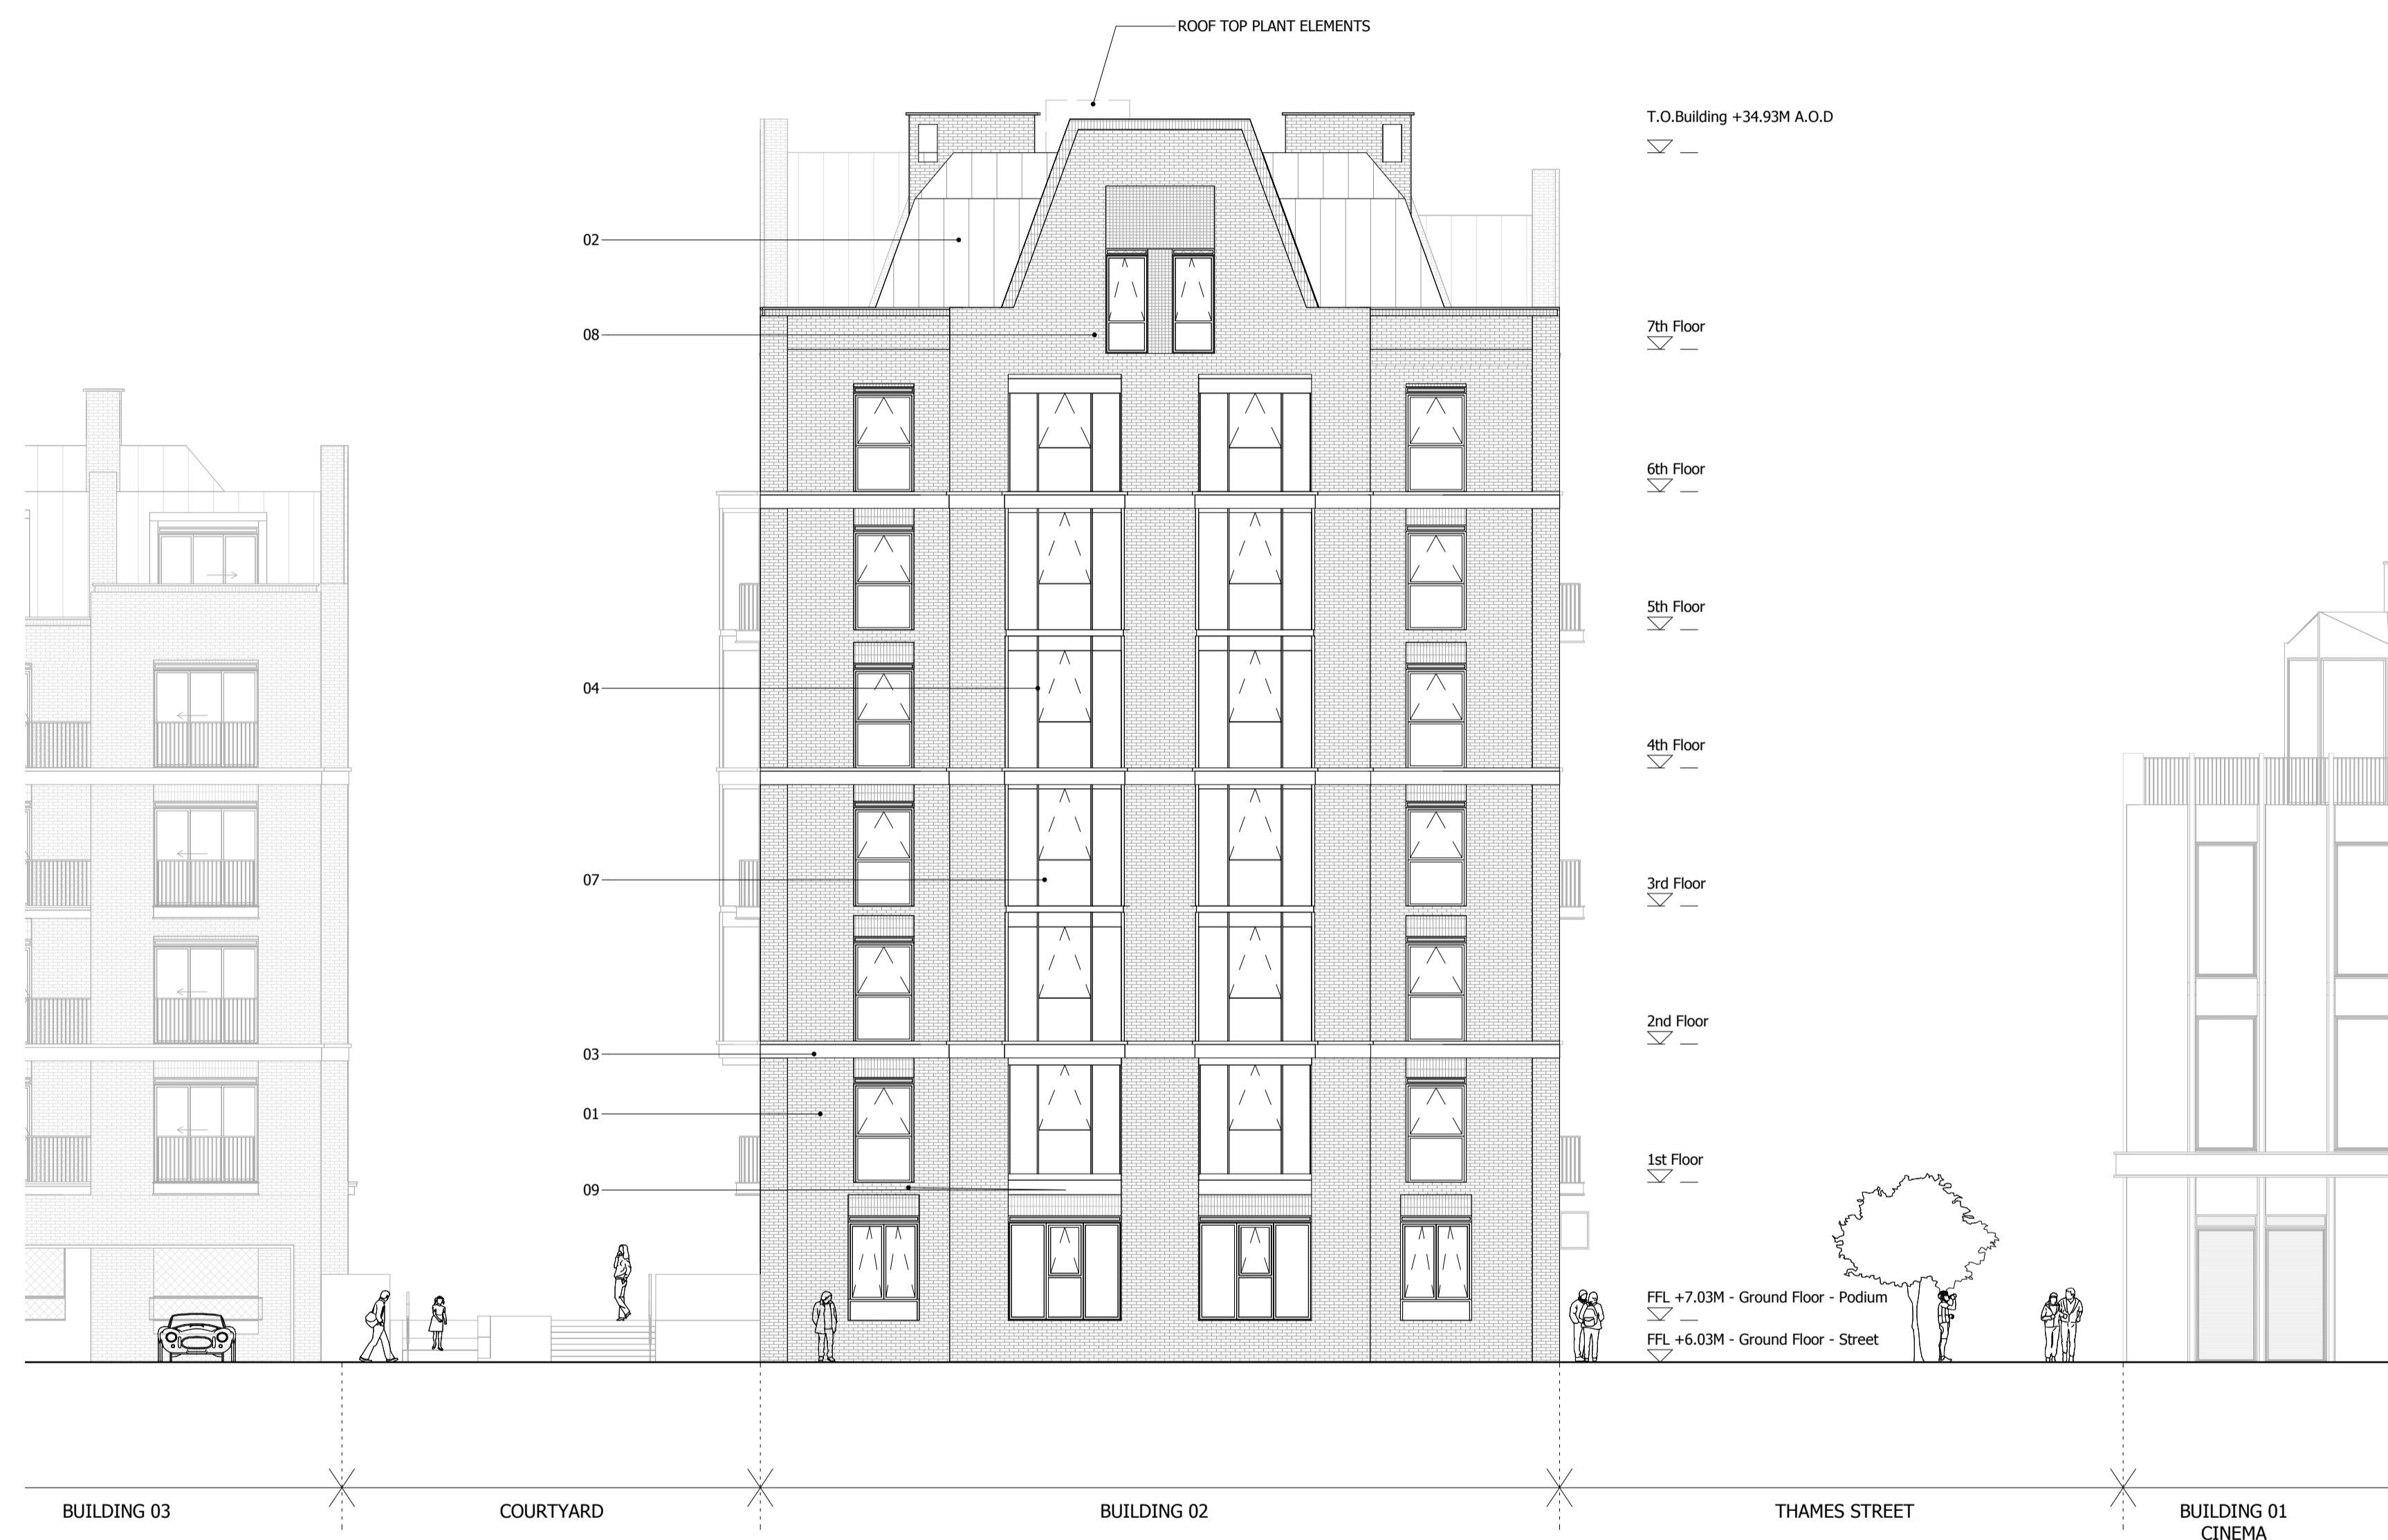 ROOF TOP PLANT ELEMENTS
T.O.Building +34.93M A.O.D
02
7th Floor
08
6th Floor
5th Floor
04
4th Floor
07
3rd Floor
2nd Floor
03
01
1st Floor
09
FFL +7.03M - Ground Floor - Podium
FFL +6.03M - Ground Floor - Street
BUILDING 03
COURTYARD
BUILDING 02
THAMES STREET
BUILDING 01
CINEMA